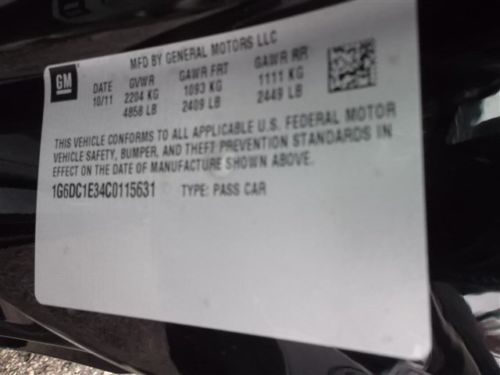 MFD BY GENERAL MOTORS LLC
GM
DATE GVWR GAWR FRT GAWR RR
10/11 2204 KG 1093 KG 1111 KG
4858 LB 2409 LB 2449 LB
THIS VEHICLE CONFORMS TO ALL APPLICABLE U.S. FEDERAL MOTOR
VEHICLE SAFETY, BUMPER, AND THEFT PREVENTION STANDARDS IN
EFFECT ON THE DATE OF MANUFACTURE SHOWN ABOVE.
1G6DC1E34C0115631 TYPE: PASS CAR